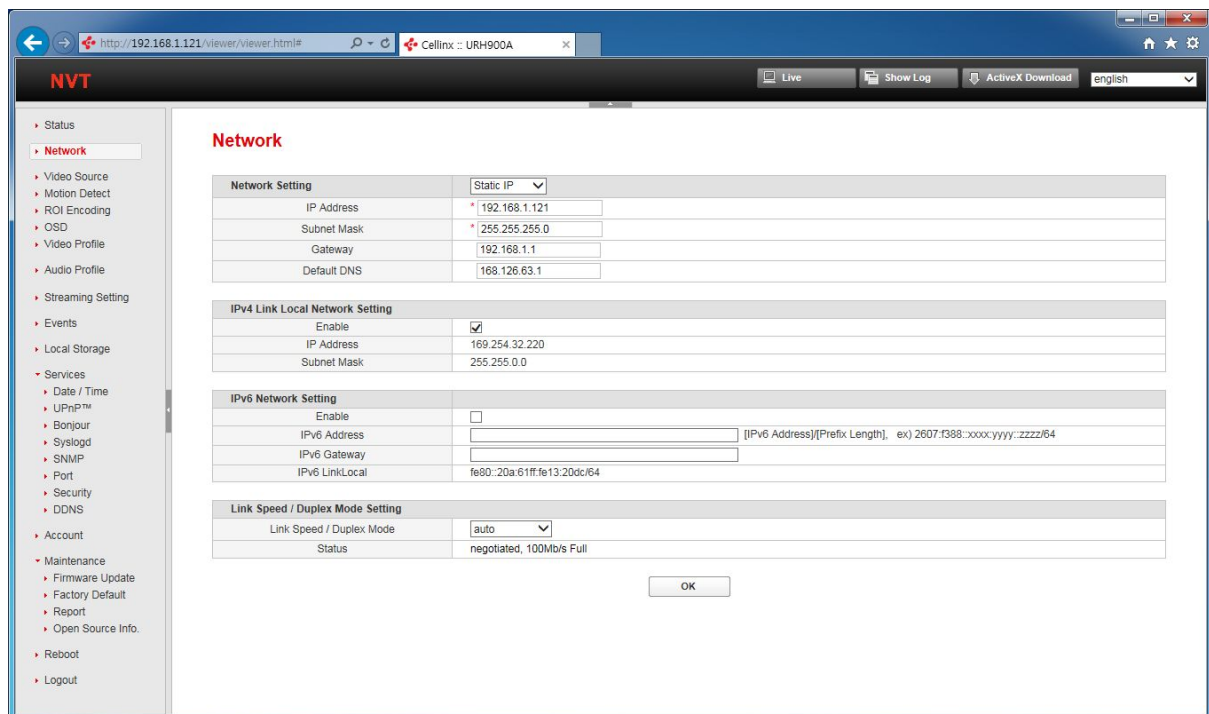 http://192.168.1.121/viewer/viewer.html#
Cellinx :: URH900A
NVT
Live
Show Log
ActiveX Download
english
Status
Network
Video Source
Motion Detect
ROI Encoding
OSD
Video Profile
Audio Profile
Streaming Setting
Events
Local Storage
Services
Date / Time
UPnP™
Bonjour
Syslogd
SNMP
Port
Security
DDNS
Account
Maintenance
Firmware Update
Factory Default
Report
Open Source Info.
Reboot
Logout
Network
Network Setting Static IP
IP Address * 192.168.1.121
Subnet Mask * 255.255.255.0
Gateway 192.168.1.1
Default DNS 168.126.63.1
IPv4 Link Local Network Setting
Enable
IP Address 169.254.32.220
Subnet Mask 255.255.0.0
IPv6 Network Setting
Enable
IPv6 Address [IPv6 Address]/[Prefix Length], ex) 2607:f388::xxxx:yyyy::zzzz/64
IPv6 Gateway
IPv6 LinkLocal fe80::20a:61ff:fe13:20dc/64
Link Speed / Duplex Mode Setting
Link Speed / Duplex Mode auto
Status negotiated, 100Mb/s Full
OK